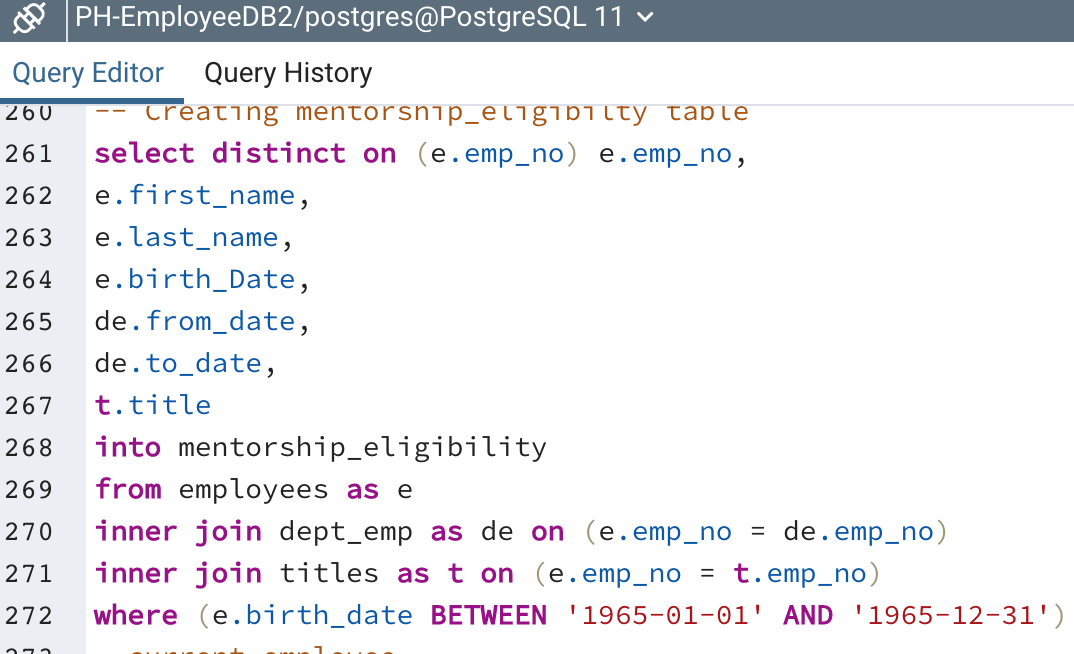 PH-EmployeeDB2/postgres@PostgreSQL 11
Query Editor Query History
260 -- Creating mentorship_eligibilty table
261 select distinct on (e.emp_no) e.emp_no,
262 e.first_name,
263 e.last_name,
264 e.birth_Date,
265 de.from_date,
266 de.to_date,
267 t.title
268 into mentorship_eligibility
269 from employees as e
270 inner join dept_emp as de on (e.emp_no = de.emp_no)
271 inner join titles as t on (e.emp_no = t.emp_no)
272 where (e.birth_date BETWEEN '1965-01-01' AND '1965-12-31')
273 -- current employee